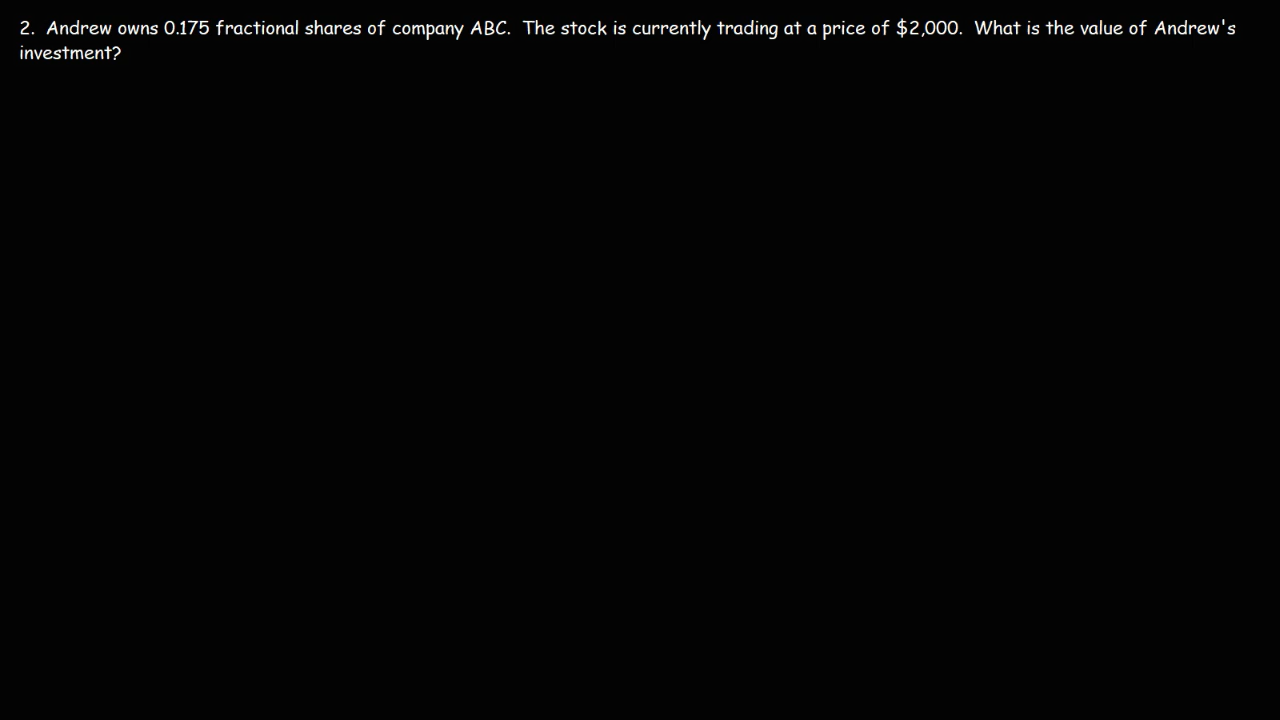 2.  Andrew owns 0.175 fractional shares of company ABC.  The stock is currently trading at a price of $2,000.  What is the value of Andrew's
investment?